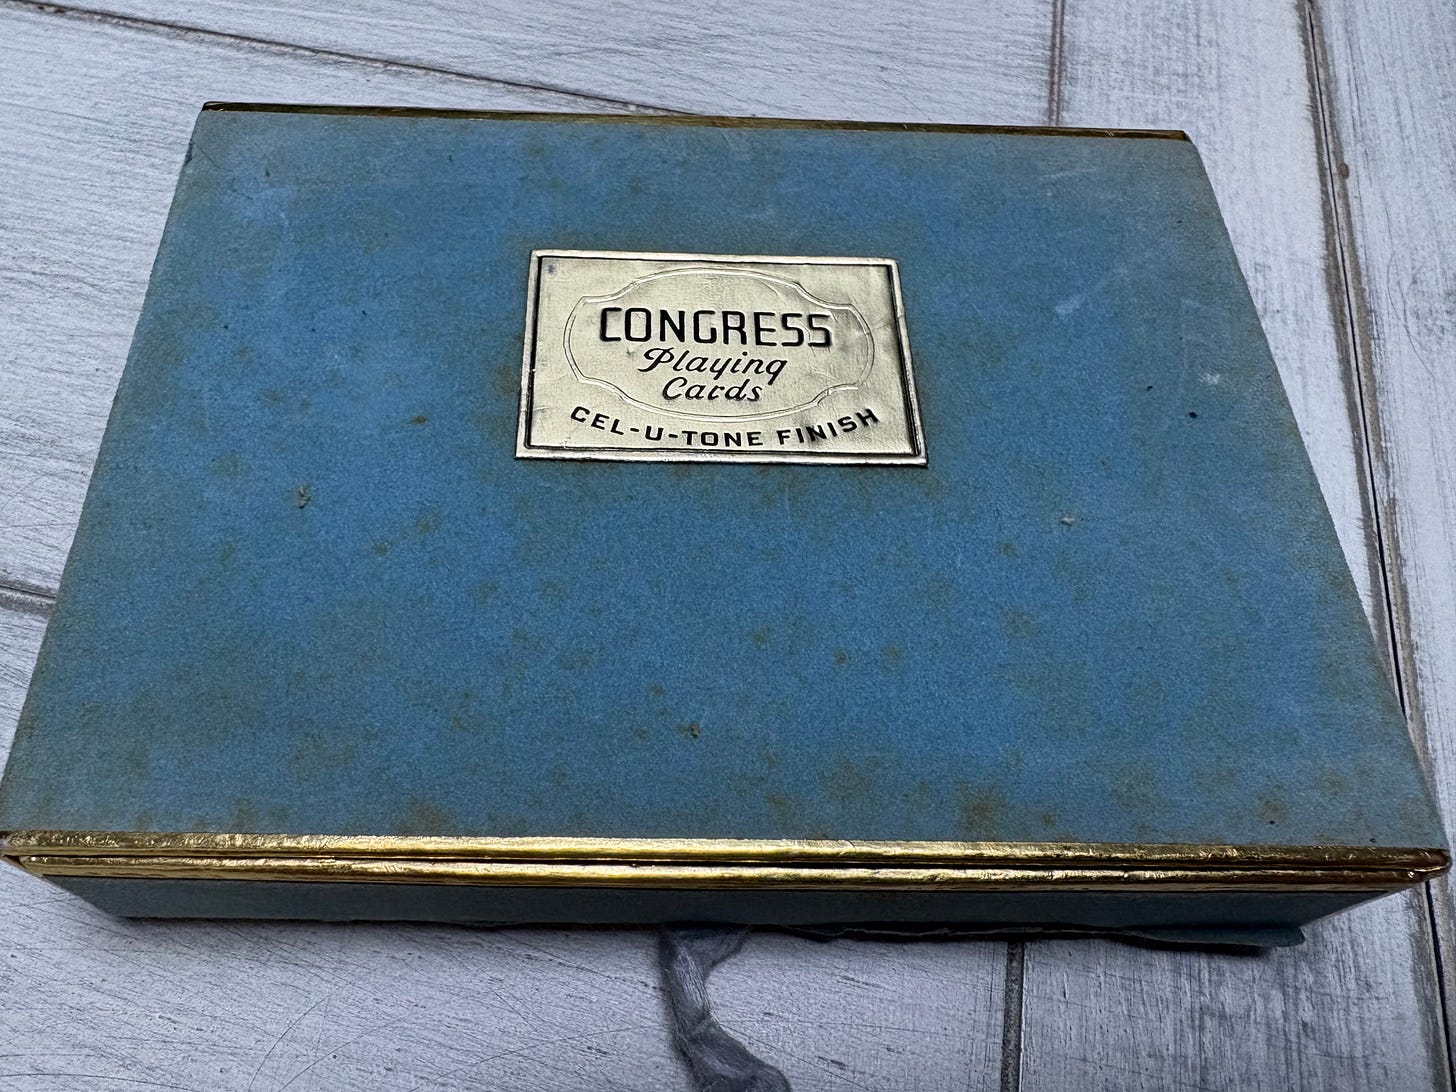 CONGRESS
Playing
Cards
CEL-U-TONE FINISH